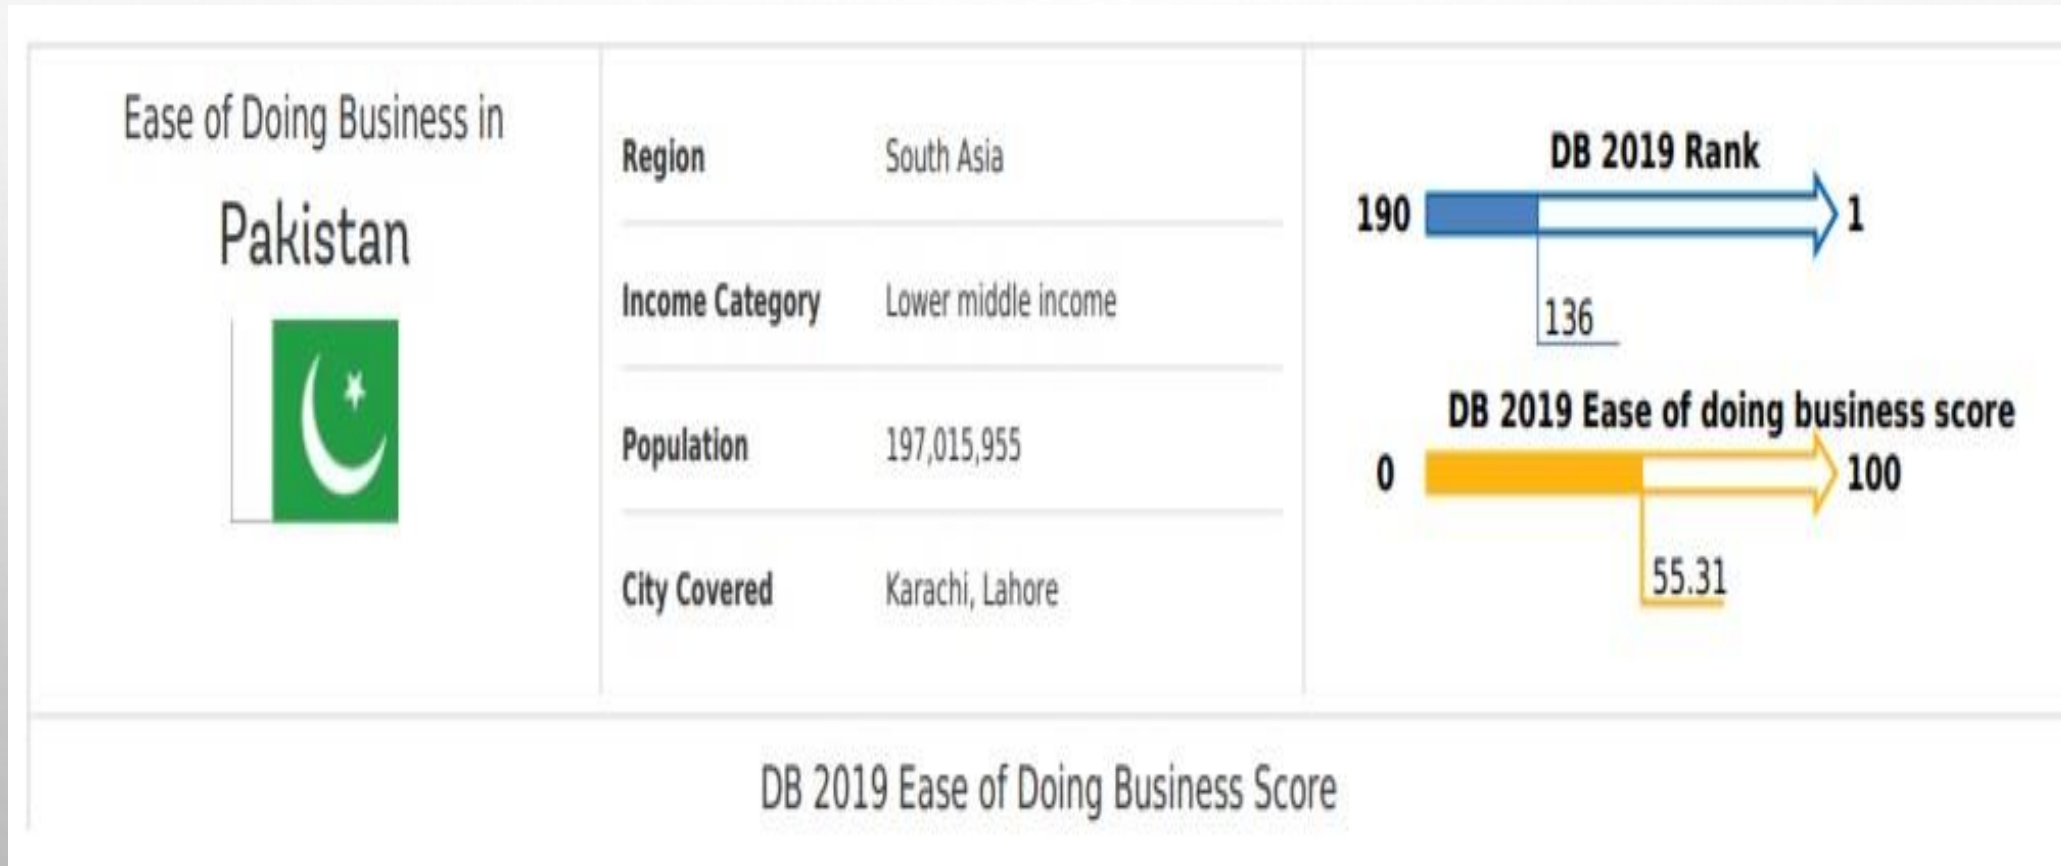 Ease of Doing Business in
Pakistan
Region South Asia
Income Category Lower middle income
Population 197,015,955
City Covered Karachi, Lahore
DB 2019 Rank
190 1
136
DB 2019 Ease of doing business score
0 100
55.31
DB 2019 Ease of Doing Business Score